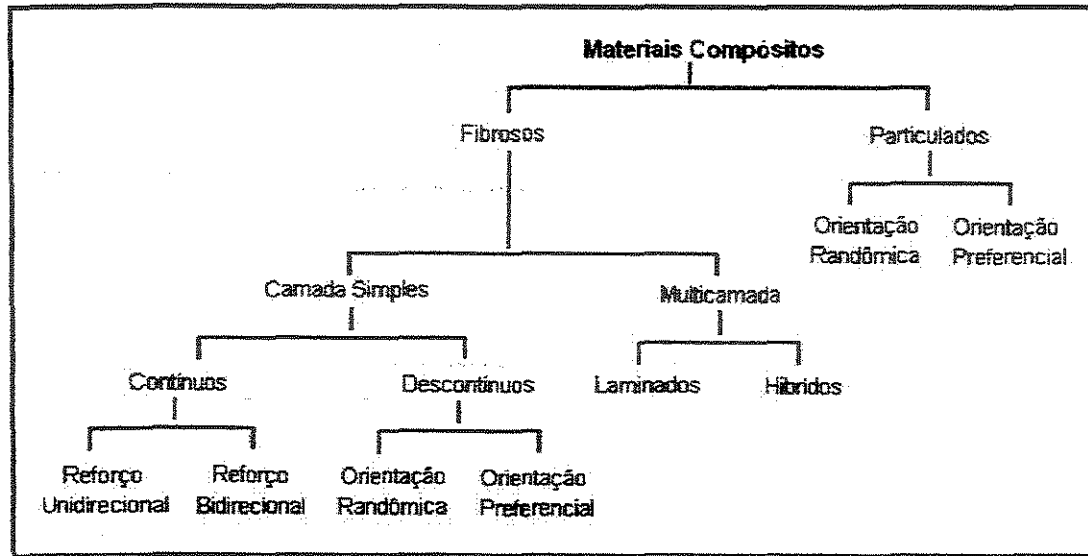 Materiais Compósitos
Fibrosos
Particulados
Orientação
Randômica
Orientação
Preferencial
Camada Simples
Multicamada
Contínuos
Descontínuos
Laminados
Híbridos
Reforço
Unidirecional
Reforço
Bidirecional
Orientação
Randômica
Orientação
Preferencial